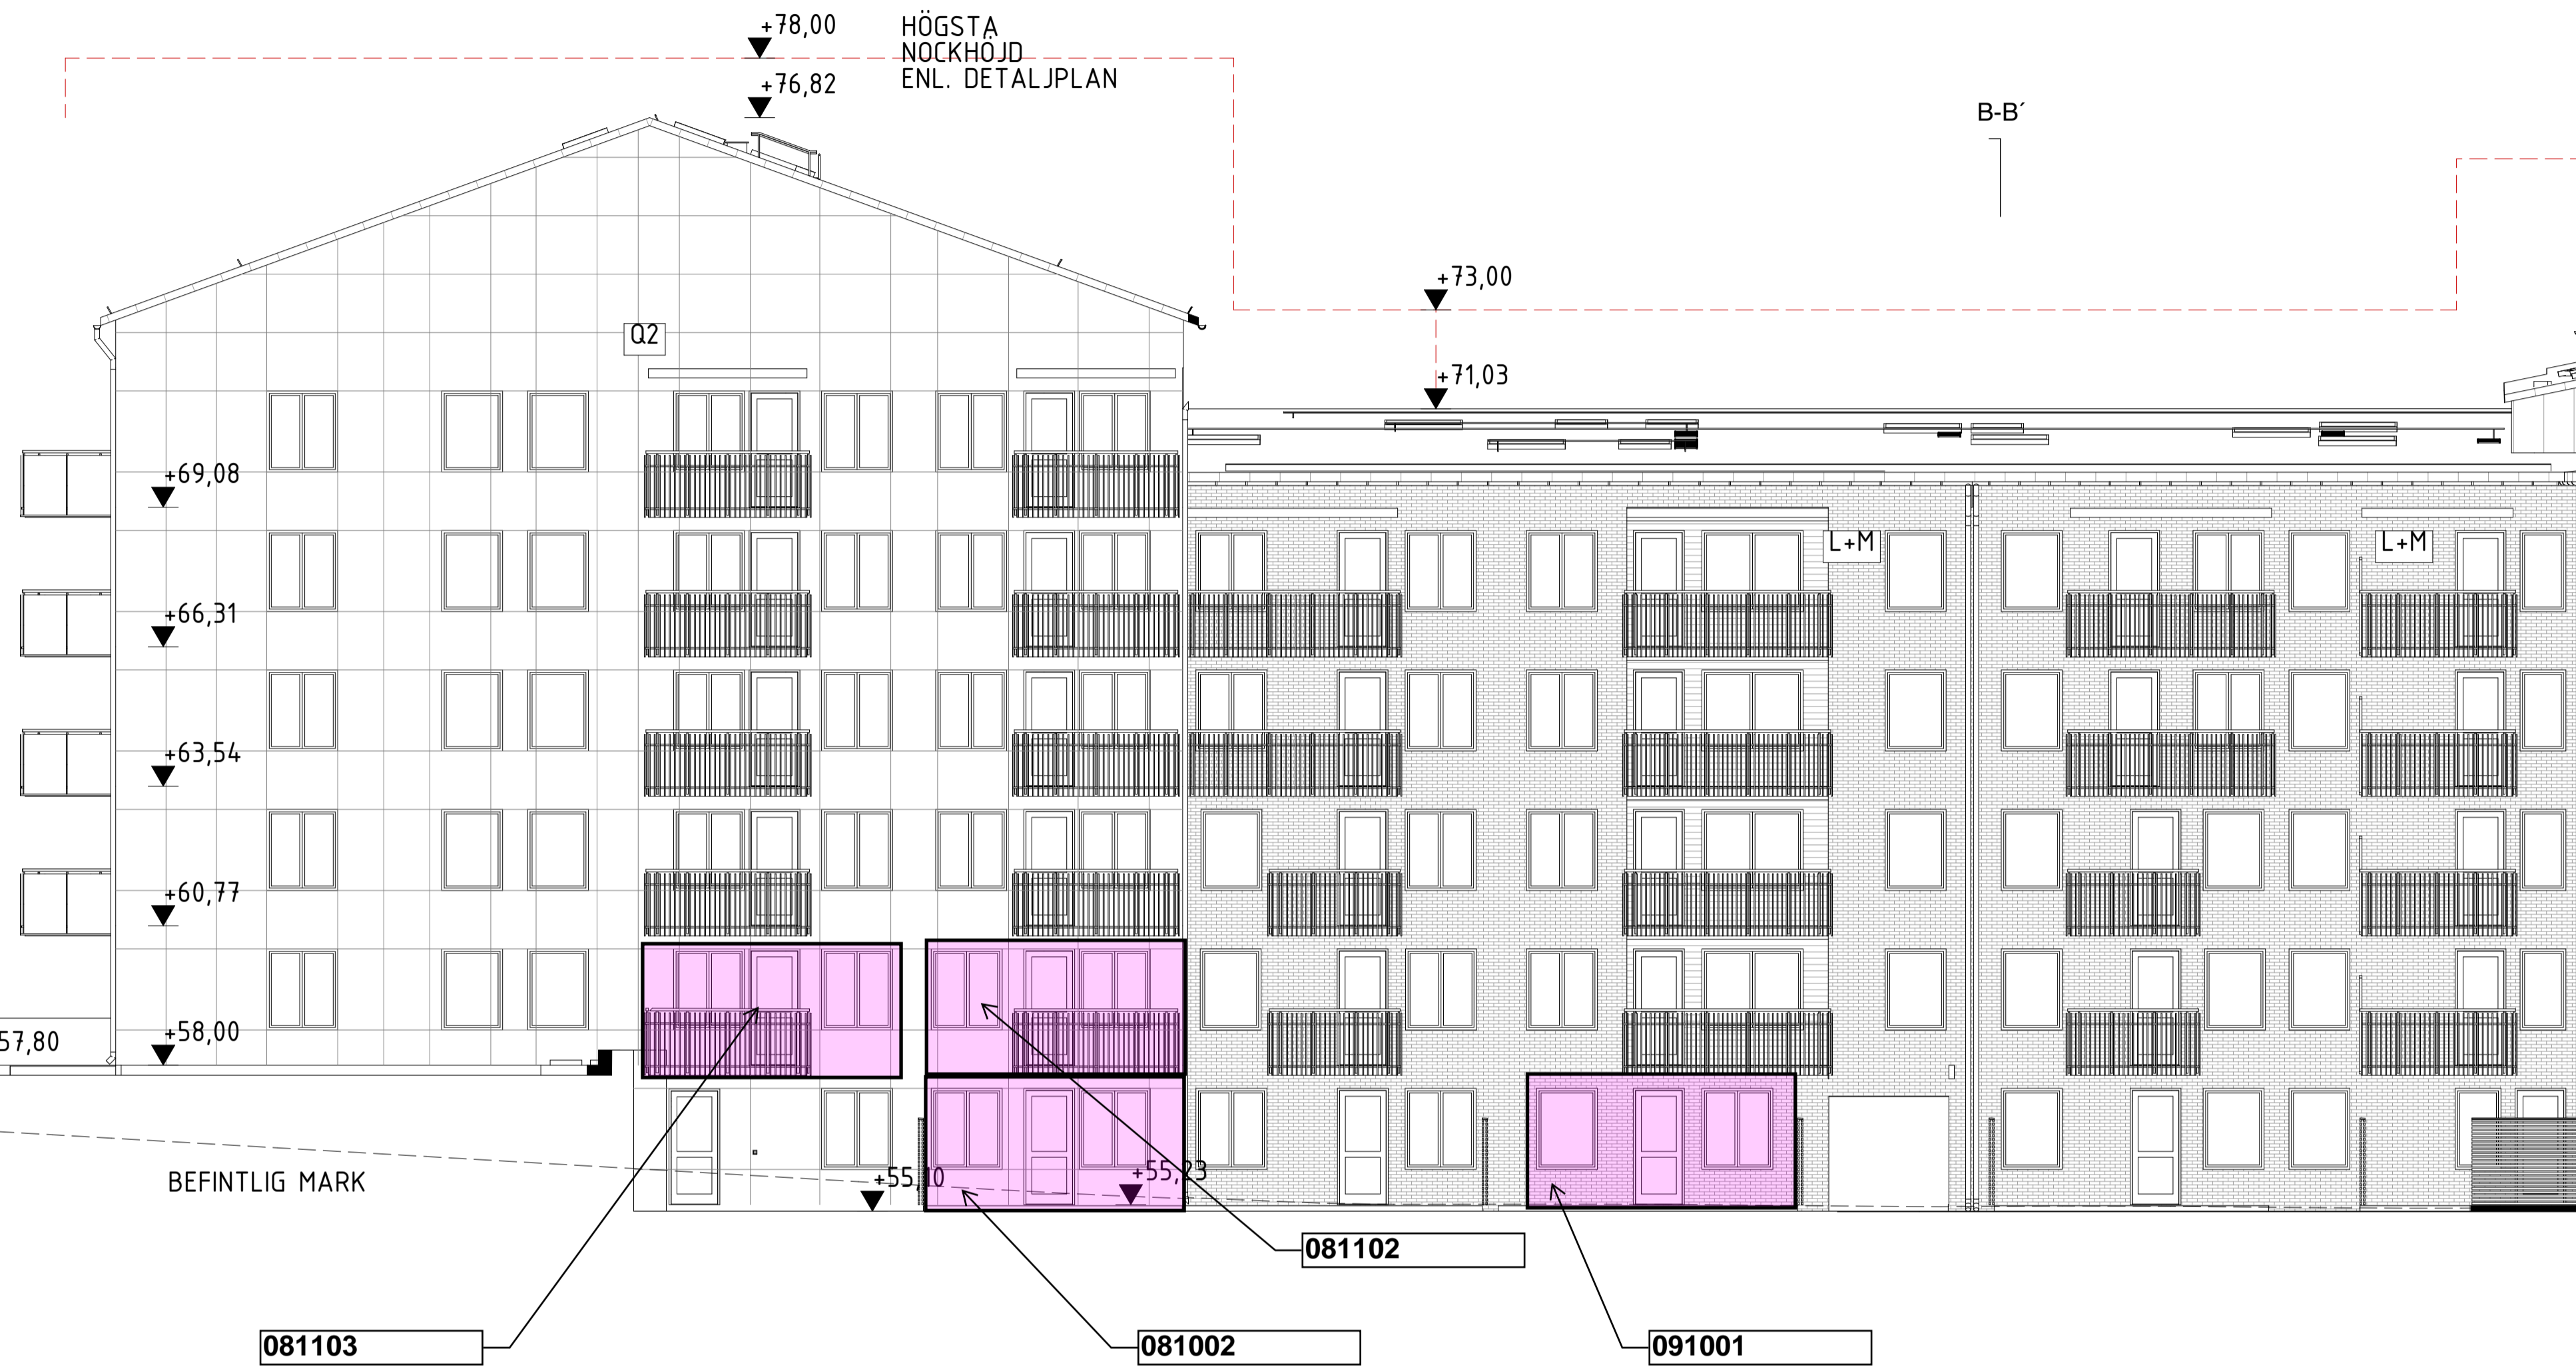 +78,00
HÖGSTA
NOCKHÖJD
ENL. DETALJPLAN
+76,82
B-B´
+73,00
Q2
+71,03
+69,08
L+M
L+M
+66,31
+63,54
+60,77
+58,00
57,80
BEFINTLIG MARK
+55,10
+55,23
081102
081103
081002
091001